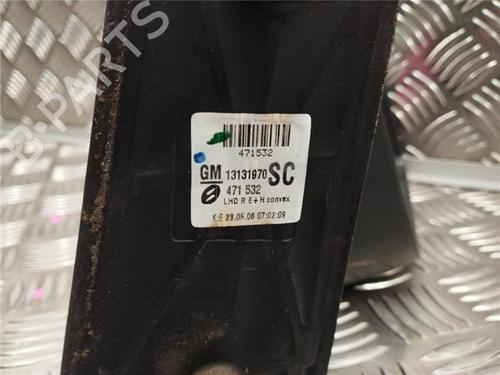 B-PARTS
471532
GM 13131970 SC
471 532
LHD R E+H convex
K:F 23.05.06 07:02:09